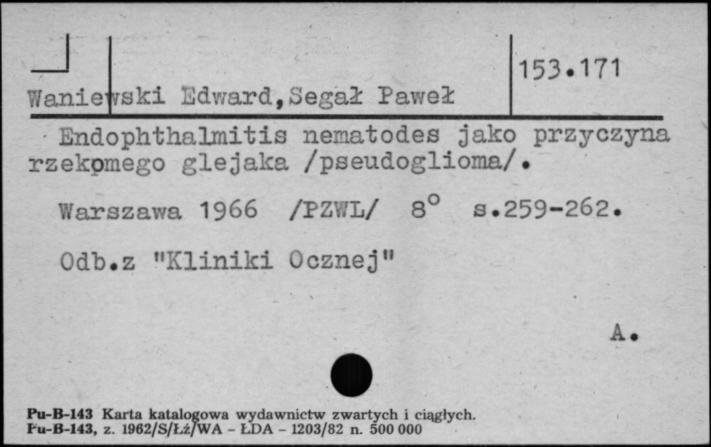 153.171
Waniewski Edward,Segał Paweł
Endophthalmitis nematodes jako przyczyna
rzekomego glejaka /pseudoglioma/.
Warszawa 1966 /PZWL/ 8° s.259-262.
Odb.z "Kliniki Ocznej"
A.
Pu-B-143 Karta katalogowa wydawnictw zwartych i ciągłych.
Pu-B-143, z. 1962/S/Łź/WA - ŁDA - 1203/82 n. 500 000